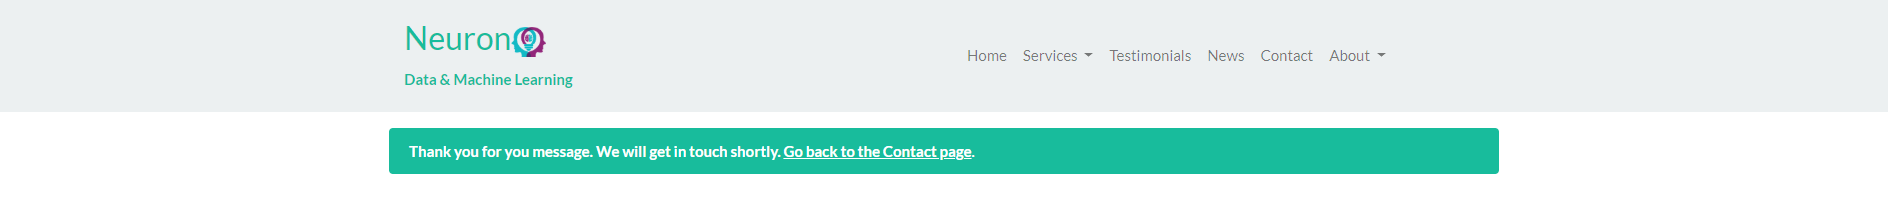 Neuron
Data & Machine Learning
Home Services Testimonials News Contact About
Thank you for you message. We will get in touch shortly. Go back to the Contact page.